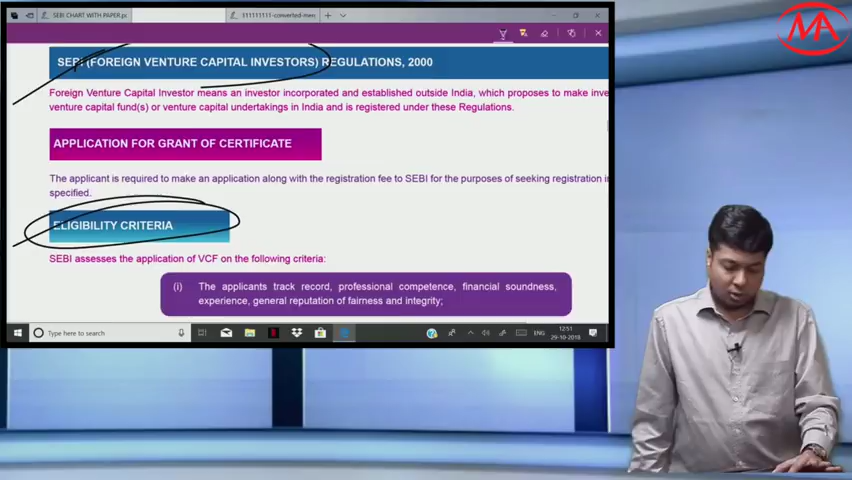 SEBI CHART WITH PAPER.p
311111111-converted-merg
SEBI (FOREIGN VENTURE CAPITAL INVESTORS) REGULATIONS, 2000
Foreign Venture Capital Investor means an investor incorporated and established outside India, which proposes to make inve
venture capital fund(s) or venture capital undertakings in India and is registered under these Regulations.
APPLICATION FOR GRANT OF CERTIFICATE
The applicant is required to make an application along with the registration fee to SEBI for the purposes of seeking registration in
specified.
ELIGIBILITY CRITERIA
SEBI assesses the application of VCF on the following criteria:
(i) The applicants track record, professional competence, financial soundness,
experience, general reputation of fairness and integrity;
Type here to search
ENG
12:51
29-10-2018
MA